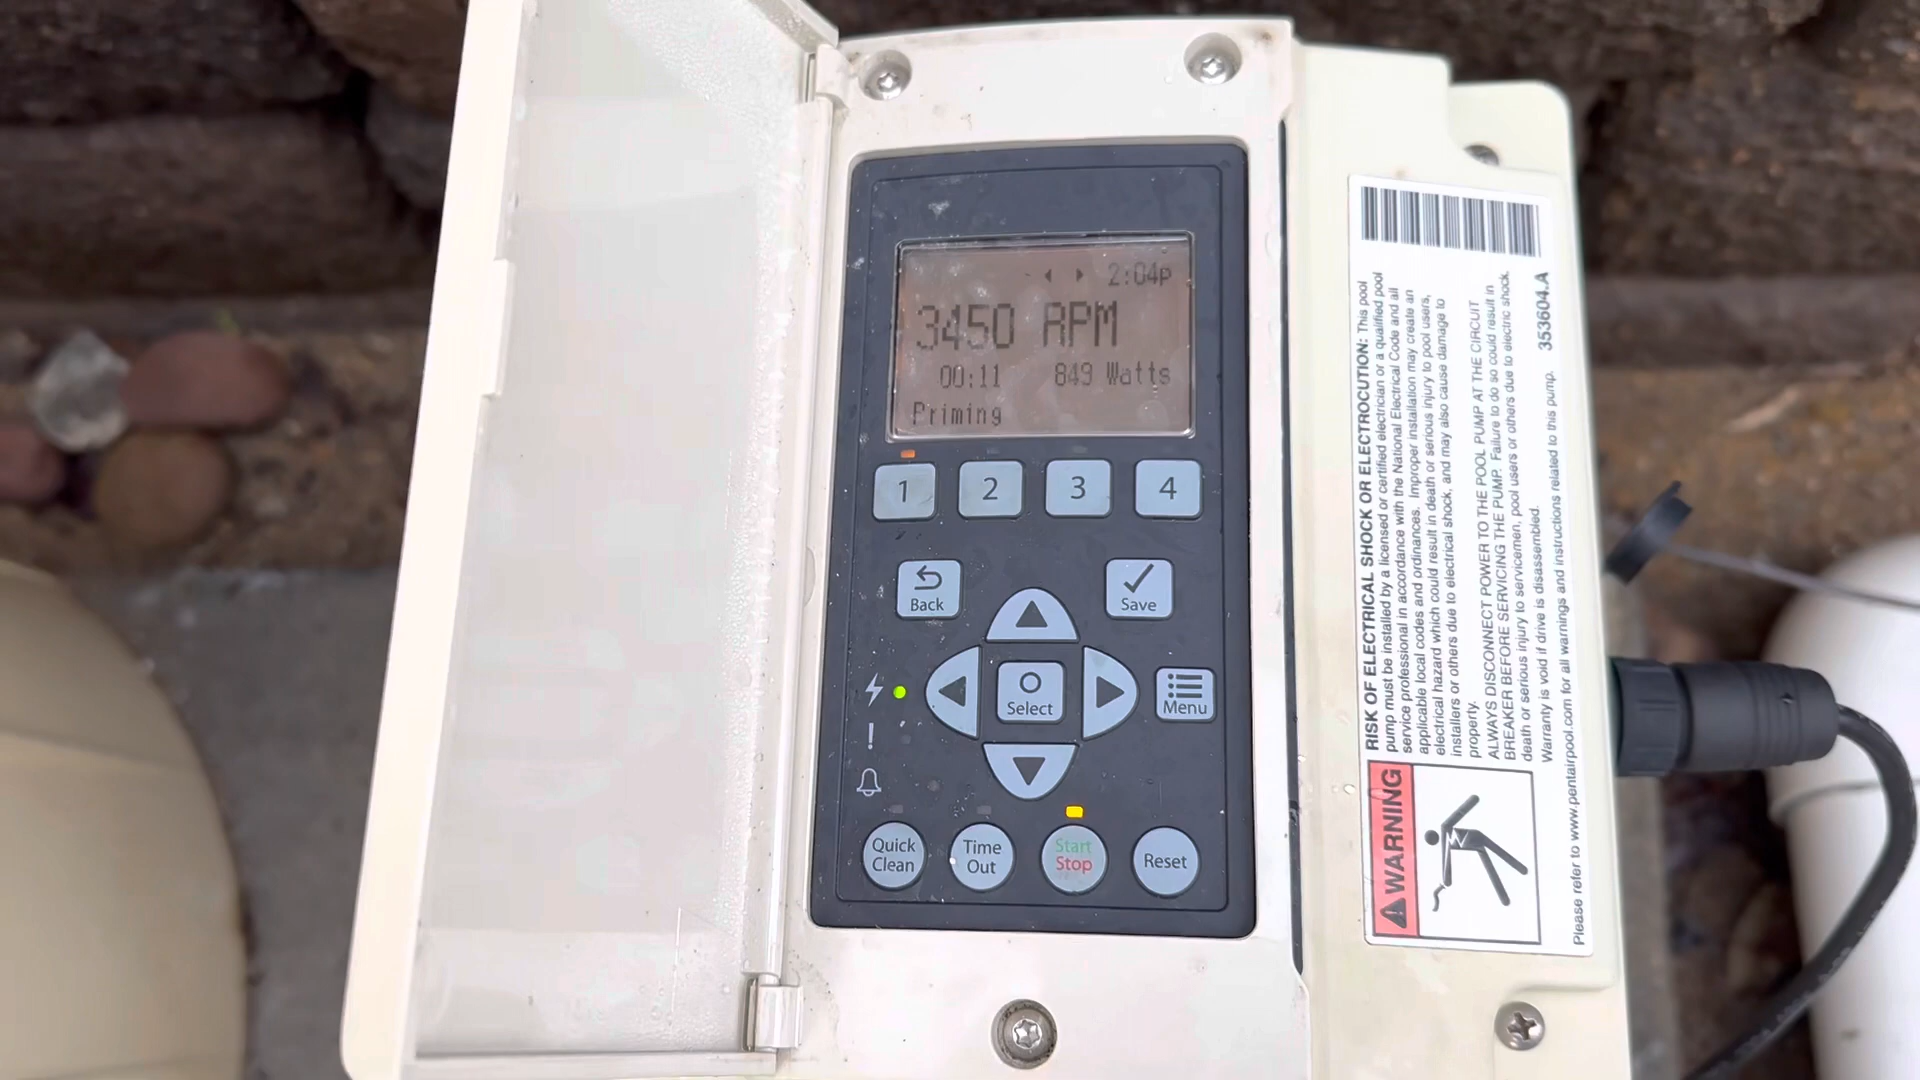 2:04p
3450 RPM
00:11 849 Watts
Priming
1 2 3 4
Back
Save
Select
Menu
Quick Clean
Time Out
Start Stop
Reset
WARNING
RISK OF ELECTRICAL SHOCK OR ELECTROCUTION: This pool
pump must be installed by a licensed or certified electrician or a qualified pool
service professional in accordance with the National Electrical Code and all
applicable local codes and ordinances. Improper installation may create an
electrical hazard which could result in death or serious injury to pool users,
installers or others due to electrical shock, and may also cause damage to
property.
ALWAYS DISCONNECT POWER TO THE POOL PUMP AT THE CIRCUIT
BREAKER BEFORE SERVICING THE PUMP. Failure to do so could result in
death or serious injury to servicemen, pool users or others due to electric shock.
Warranty is void if drive is disassembled.
353604.A
Please refer to www.pentairpool.com for all warnings and instructions related to this pump.